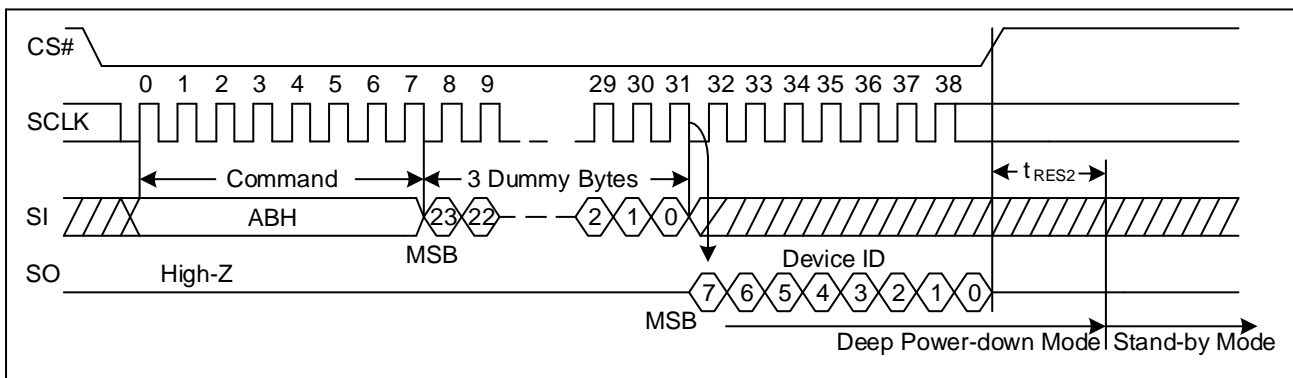 CS#
0 1 2 3 4 5 6 7 8 9 29 30 31 32 33 34 35 36 37 38
SCLK
Command 3 Dummy Bytes tRES2
SI ABH 23 22 2 1 0
MSB
SO High-Z Device ID
7 6 5 4 3 2 1 0
MSB
Deep Power-down Mode Stand-by Mode